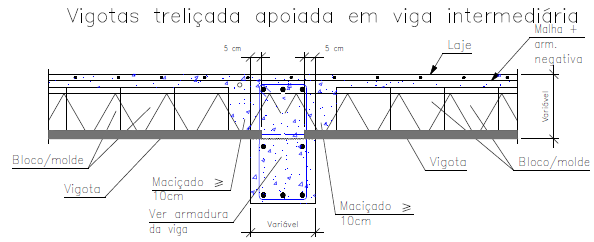 Vigotas treliçada apoiada em viga intermediária
5 cm
5 cm
Laje
Malha +
arm.
negativa
Variável
Bloco/molde
Vigota
Maciçado ≥
10cm
Ver armadura
da viga
Variável
Maciçado ≥
10cm
Vigota
Bloco/molde